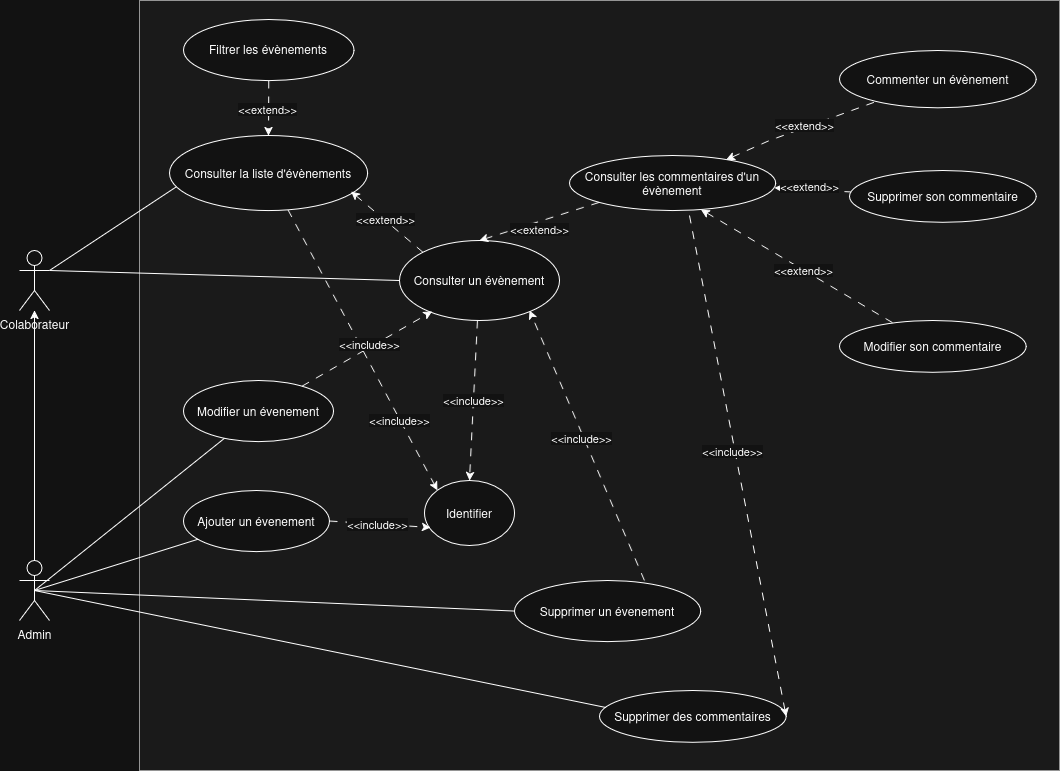 Filtrer les évènements
Commenter un évènement
<<extend>>
<<extend>>
Consulter la liste d'évènements
Consulter les commentaires d'un
évènement
<<extend>>
Supprimer son commentaire
<<extend>>
<<extend>>
Consulter un évènement
<<extend>>
Colaborateur
<<include>>
Modifier son commentaire
Modifier un évenement
<<include>>
<<include>>
<<include>>
<<include>>
Ajouter un évenement
<<include>>
Identifier
Supprimer un évenement
Admin
Supprimer des commentaires